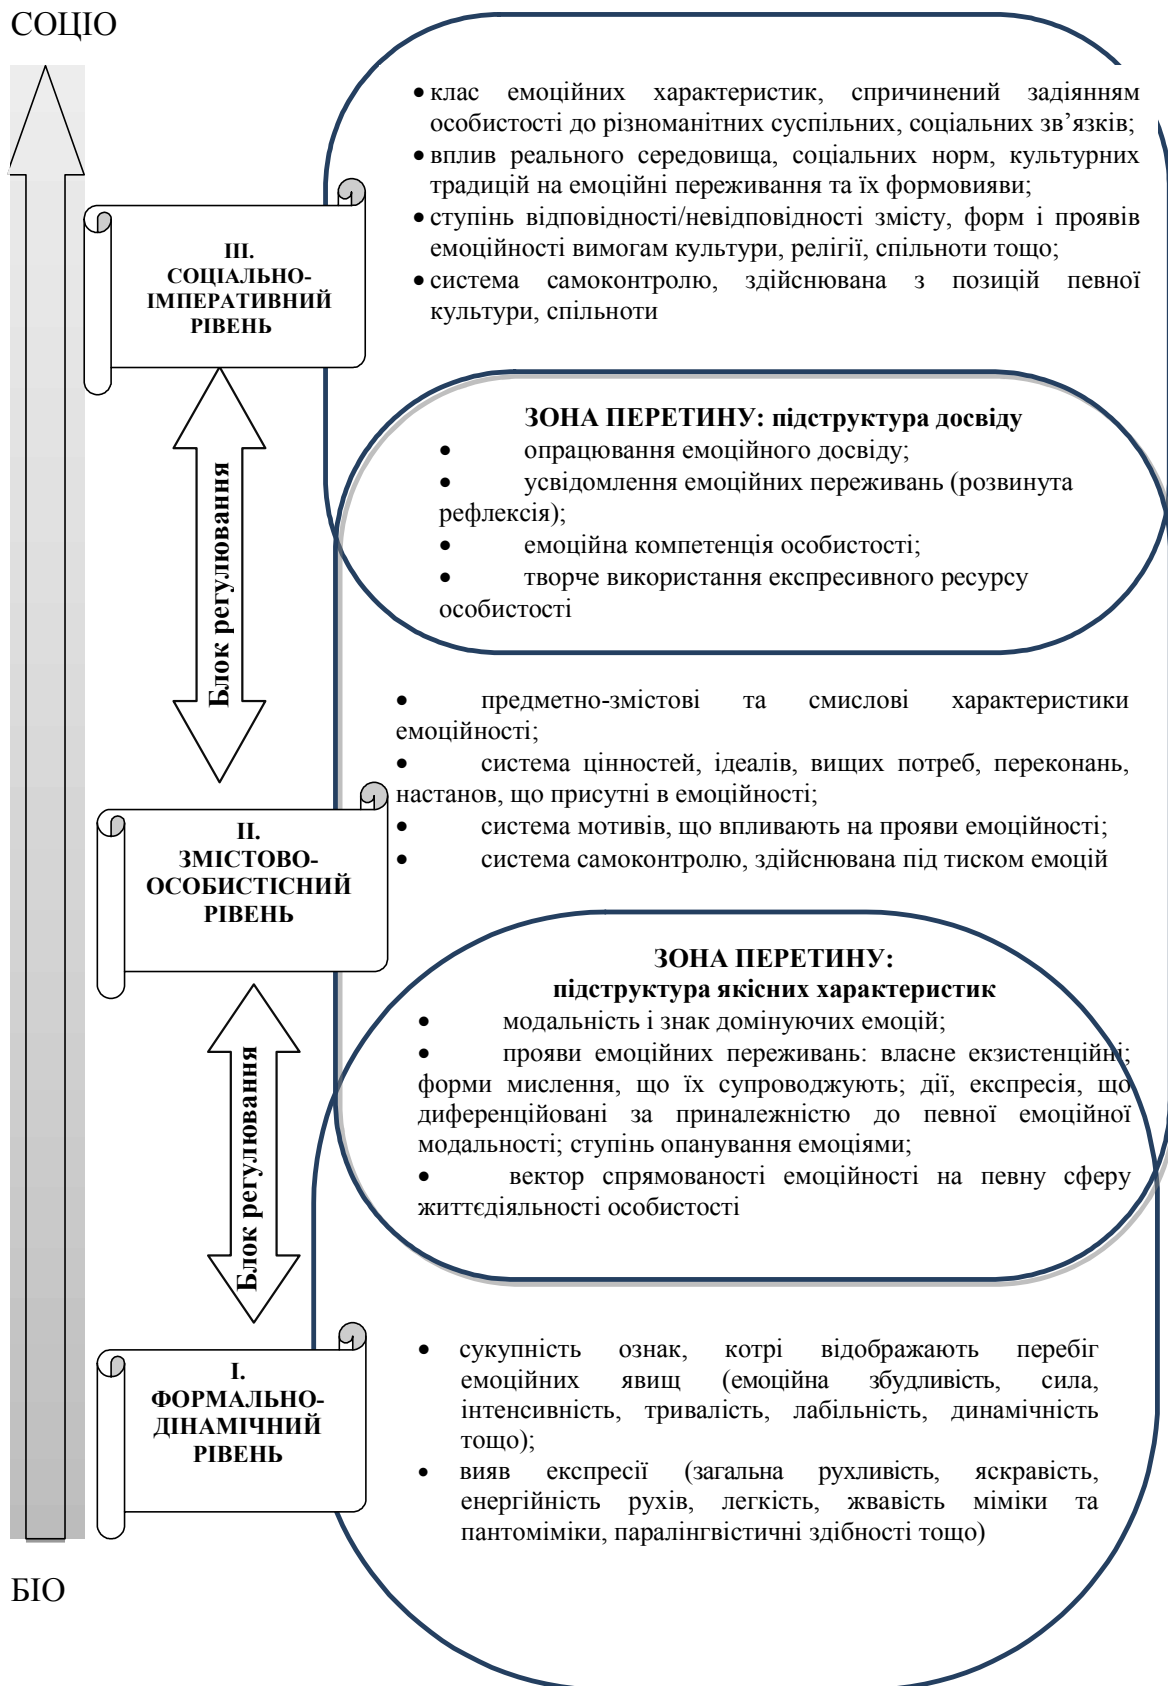 СОЦІО
• клас емоційних характеристик, спричинений задіянням
особистості до різноманітних суспільних, соціальних зв’язків;
• вплив реального середовища, соціальних норм, культурних
традицій на емоційні переживання та їх формовияви;
• ступінь відповідності/невідповідності змісту, форм і проявів
емоційності вимогам культури, релігії, спільноти тощо;
• система самоконтролю, здійснювана з позицій певної
культури, спільноти
ІІІ.
СОЦІАЛЬНО-
ІМПЕРАТИВНИЙ
РІВЕНЬ
Блок регулювання
ЗОНА ПЕРЕТИНУ: підструктура досвіду
• опрацювання емоційного досвіду;
• усвідомлення емоційних переживань (розвинута
рефлексія);
• емоційна компетенція особистості;
• творче використання експресивного ресурсу
особистості
• предметно-змістові та смислові характеристики
емоційності;
• система цінностей, ідеалів, вищих потреб, переконань,
настанов, що присутні в емоційності;
• система мотивів, що впливають на прояви емоційності;
• система самоконтролю, здійснювана під тиском емоцій
ІІ.
ЗМІСТОВО-
ОСОБИСТІСНИЙ
РІВЕНЬ
Блок регулювання
ЗОНА ПЕРЕТИНУ:
підструктура якісних характеристик
• модальність і знак домінуючих емоцій;
• прояви емоційних переживань: власне екзистенційні;
форми мислення, що їх супроводжують; дії, експресія, що
диференційовані за приналежністю до певної емоційної
модальності; ступінь опанування емоціями;
• вектор спрямованості емоційності на певну сферу
життєдіяльності особистості
І.
ФОРМАЛЬНО-
ДІНАМІЧНИЙ
РІВЕНЬ
• сукупність ознак, котрі відображають перебіг
емоційних явищ (емоційна збудливість, сила,
інтенсивність, тривалість, лабільність, динамічність
тощо);
• вияв експресії (загальна рухливість, яскравість,
енергійність рухів, легкість, жвавість міміки та
пантоміміки, паралінгвістичні здібності тощо)
БІО